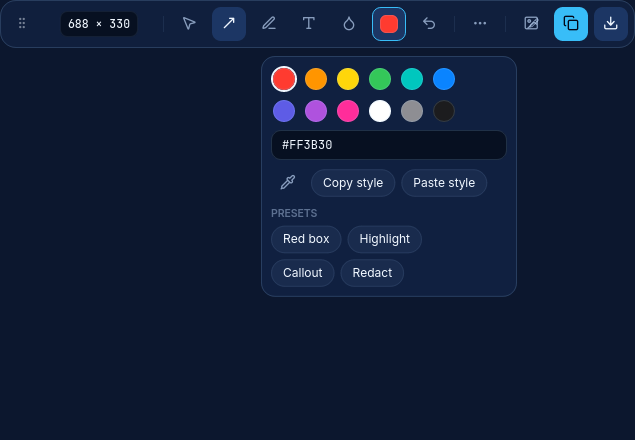 688 × 330
#FF3B30
Copy style Paste style
PRESETS
Red box Highlight
Callout Redact